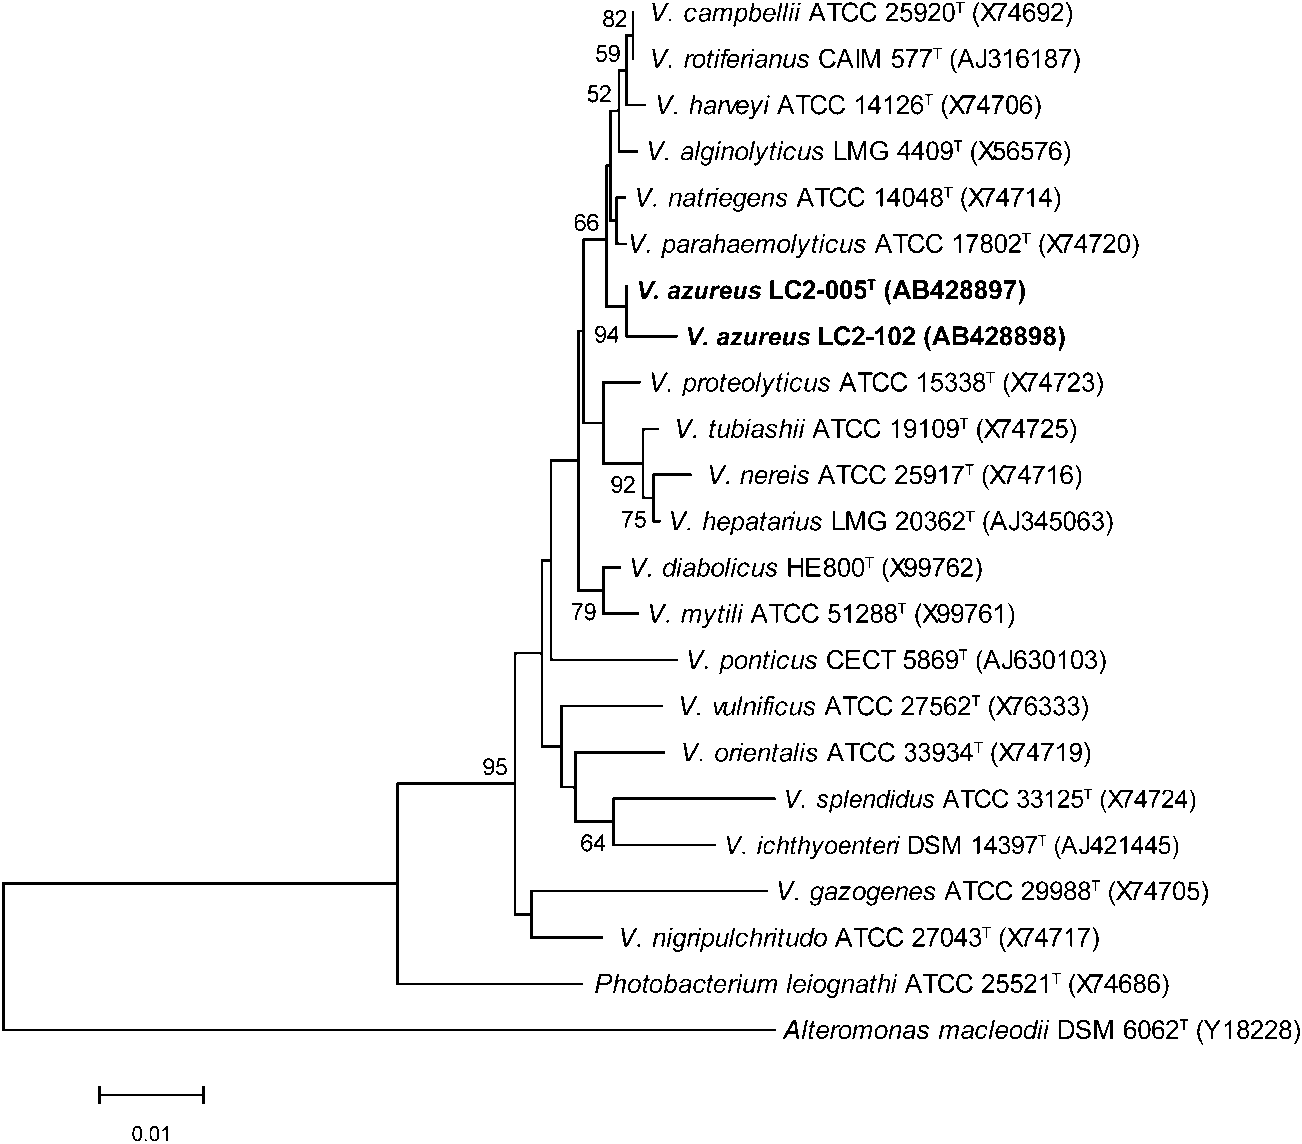 82
V. campbellii ATCC 25920ᵀ (X74692)
59
V. rotiferianus CAIM 577ᵀ (AJ316187)
52
V. harveyi ATCC 14126ᵀ (X74706)
V. alginolyticus LMG 4409ᵀ (X56576)
V. natriegens ATCC 14048ᵀ (X74714)
66
V. parahaemolyticus ATCC 17802ᵀ (X74720)
V. azureus LC2-005ᵀ (AB428897)
94
V. azureus LC2-102 (AB428898)
V. proteolyticus ATCC 15338ᵀ (X74723)
V. tubiashii ATCC 19109ᵀ (X74725)
V. nereis ATCC 25917ᵀ (X74716)
92
75
V. hepatarius LMG 20362ᵀ (AJ345063)
V. diabolicus HE800ᵀ (X99762)
79
V. mytili ATCC 51288ᵀ (X99761)
V. ponticus CECT 5869ᵀ (AJ630103)
V. vulnificus ATCC 27562ᵀ (X76333)
V. orientalis ATCC 33934ᵀ (X74719)
95
V. splendidus ATCC 33125ᵀ (X74724)
64
V. ichthyoenteri DSM 14397ᵀ (AJ421445)
V. gazogenes ATCC 29988ᵀ (X74705)
V. nigripulchritudo ATCC 27043ᵀ (X74717)
Photobacterium leiognathi ATCC 25521ᵀ (X74686)
Alteromonas macleodii DSM 6062ᵀ (Y18228)
0.01